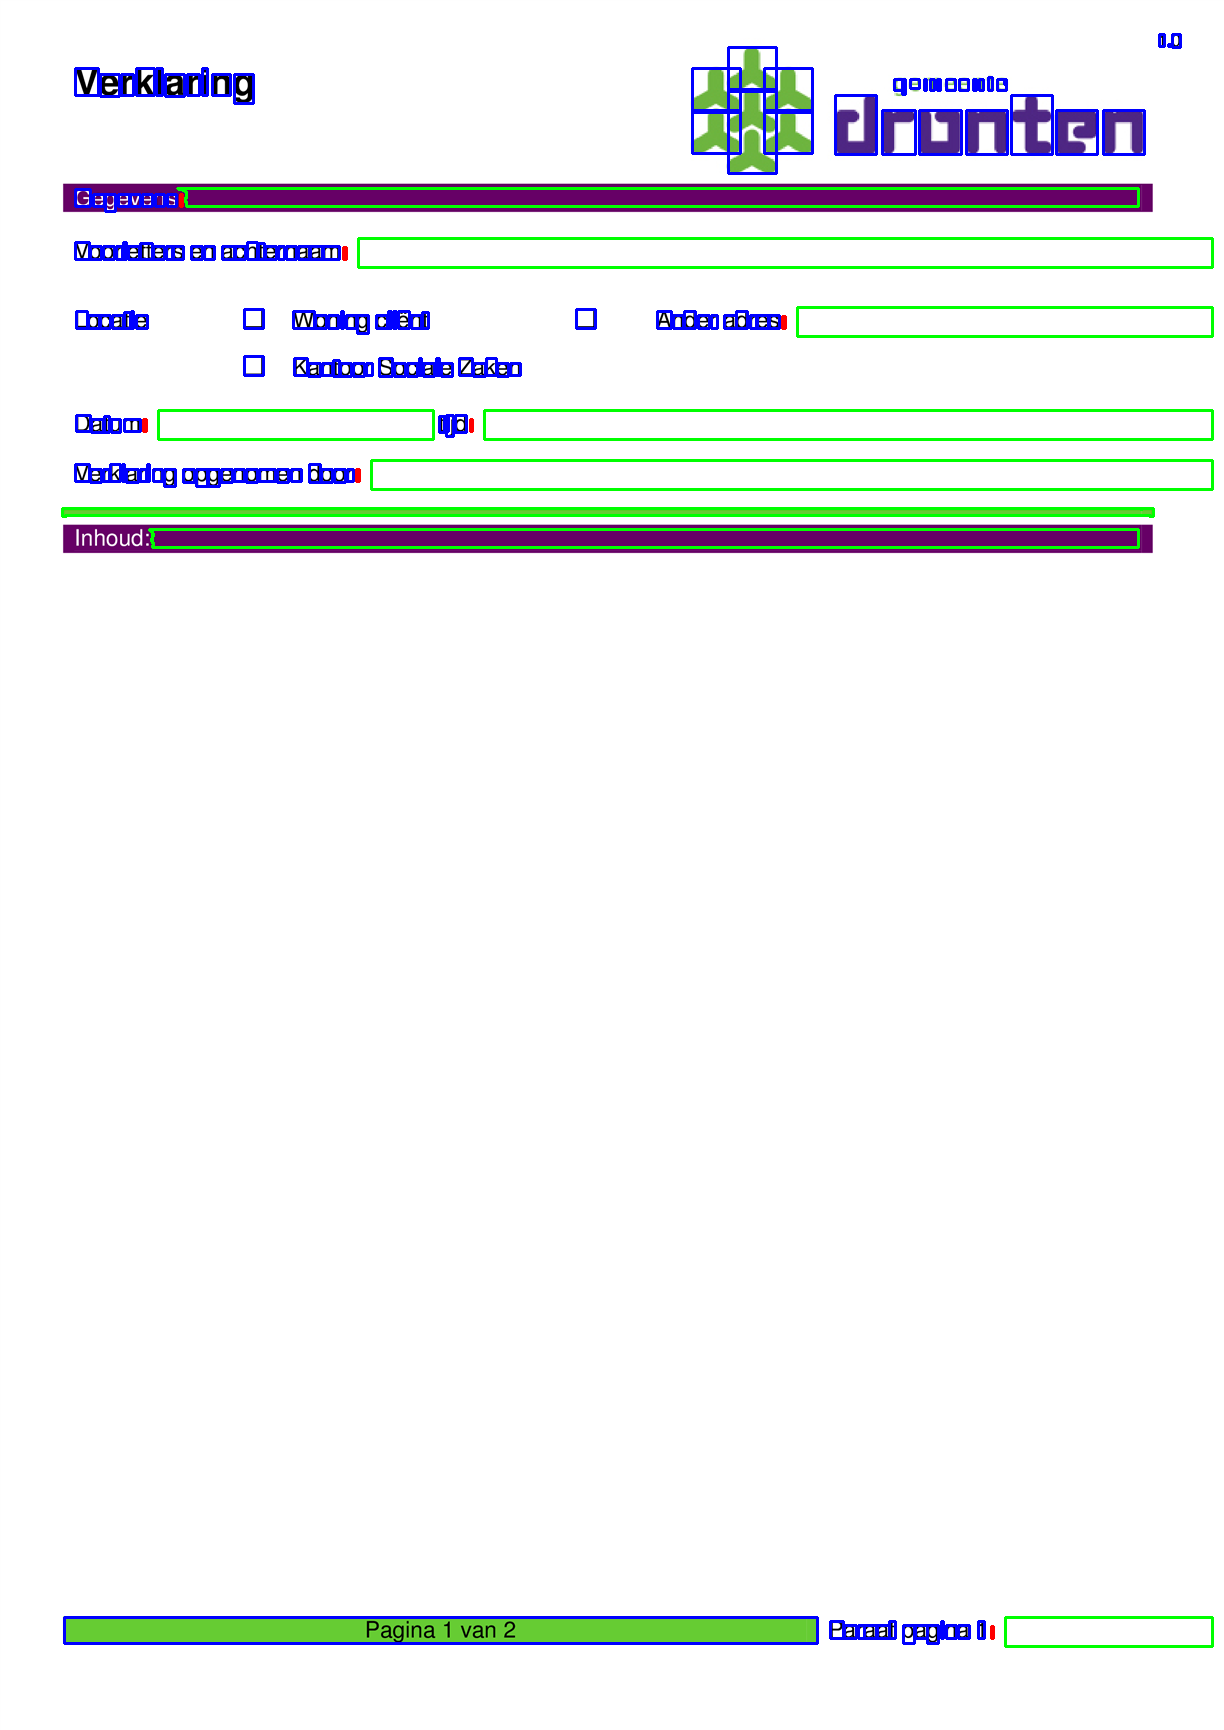 1.0
Verklaring
gemeente
dronten
Gegevens:
Voorletters en achternaam:
Locatie Woning cliënt Ander adres:
Kantoor Sociale Zaken
Datum: tijd:
Verklaring opgenomen door:
Inhoud:
Pagina 1 van 2 Paraaf pagina 1: